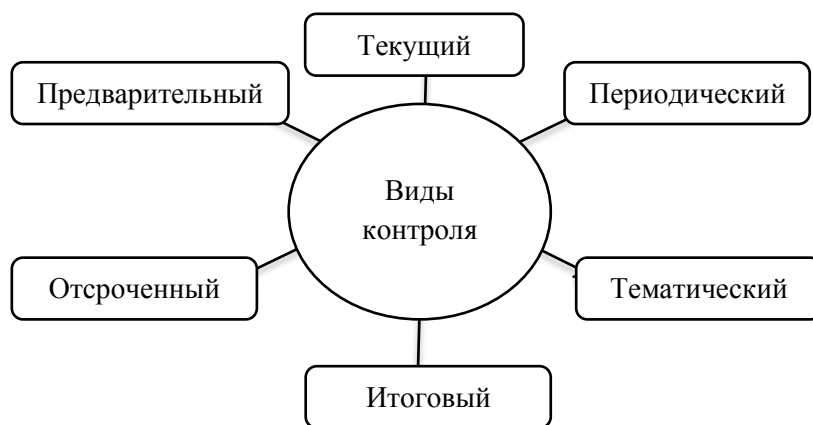 Текущий
Предварительный
Периодический
Виды
контроля
Отсроченный
Тематический
Итоговый